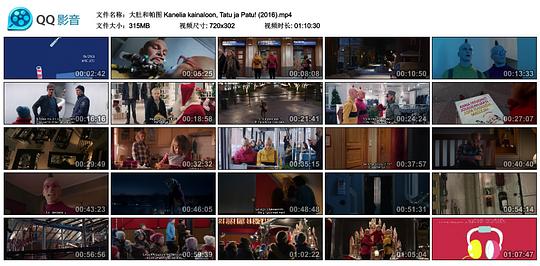 QQ 影音
文件名称: 大肚和帕图 Kanelia kainaloon, Tatu ja Patu! (2016).mp4
文件大小: 315MB 视频尺寸: 720x302 视频时长: 01:10:30
00:02:42 00:05:25 00:08:08 00:10:50 00:13:33
00:16:16 00:18:58 00:21:41 00:24:24 00:27:07
00:29:49 00:32:32 00:35:15 00:37:57 00:40:40
00:43:23 00:46:05 00:48:48 00:51:31 00:54:14
00:56:56 00:59:39 01:02:22 01:05:04 01:07:47